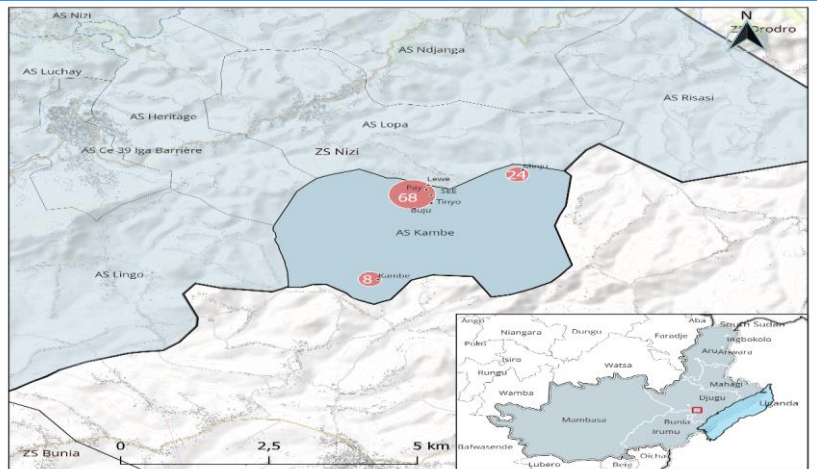 AS Nizi
N
ZS Drodro
AS Ndjanga
AS Luchay
AS Risasi
AS Heritage
AS Lopa
AS Ce 39 Iga Barrière
ZS Nizi
Minju
24
Lewe
Pay
68
Tinyo
Buju
AS Kambe
AS Lingo
8
Kambe
Aba
South Sudan
Niangara
Dungu
Faradje
Ingbokolo
Isiro
Watsa
Aru
Ariwara
Rungu
Mahagi
Wamba
Djugu
Uganda
Mambasa
Bunia
Irumu
Bafwasende
Oicha
Lubero
Beni
ZS Bunia
0
2,5
5 km